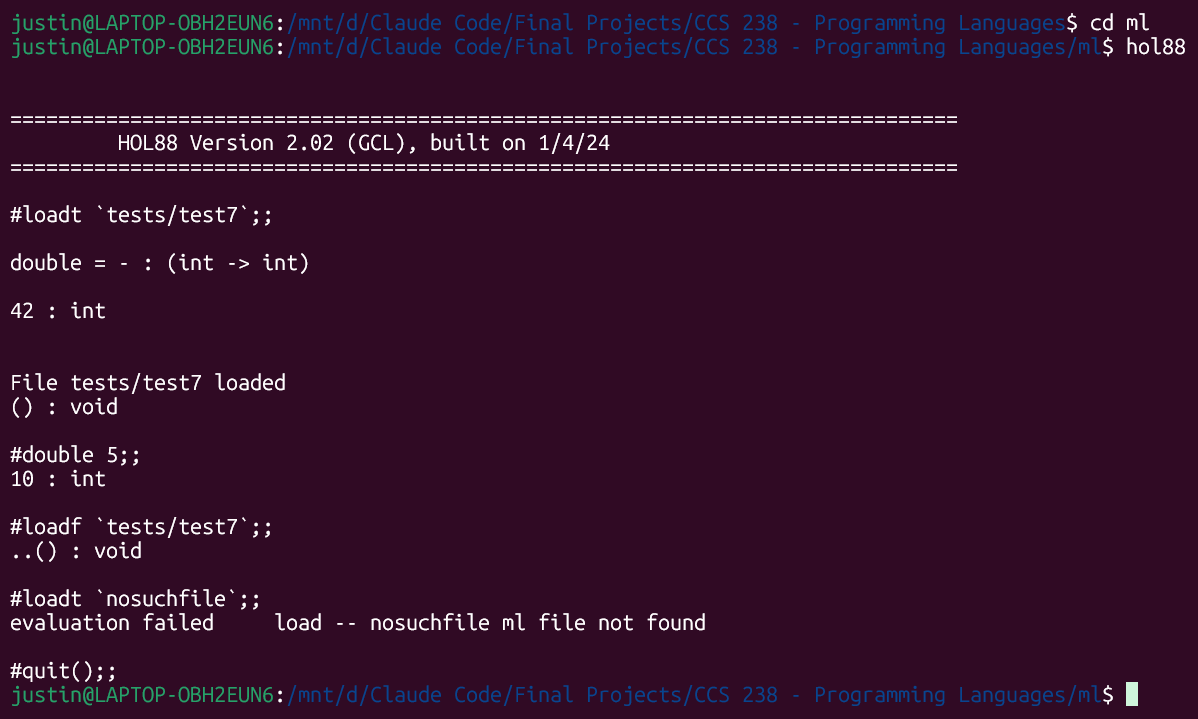 justin@LAPTOP-OBH2EUN6:/mnt/d/Claude Code/Final Projects/CCS 238 - Programming Languages$ cd ml
justin@LAPTOP-OBH2EUN6:/mnt/d/Claude Code/Final Projects/CCS 238 - Programming Languages/ml$ hol88
===============================================================================
HOL88 Version 2.02 (GCL), built on 1/4/24
===============================================================================
#loadt `tests/test7`;;
double = - : (int -> int)
42 : int
File tests/test7 loaded
() : void
#double 5;;
10 : int
#loadf `tests/test7`;;
..() : void
#loadt `nosuchfile`;;
evaluation failed     load -- nosuchfile ml file not found
#quit();;
justin@LAPTOP-OBH2EUN6:/mnt/d/Claude Code/Final Projects/CCS 238 - Programming Languages/ml$